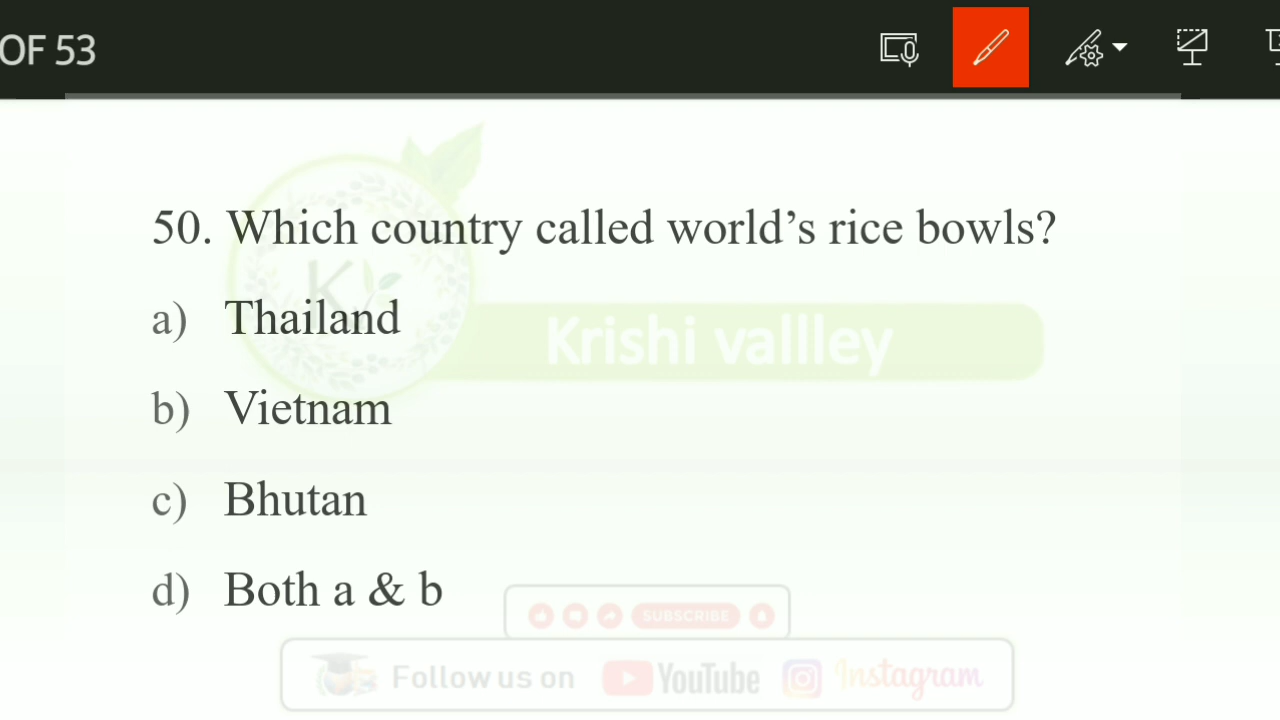 OF 53
50. Which country called world’s rice bowls?
a) Thailand
Krishi vallley
b) Vietnam
c) Bhutan
d) Both a & b
SUBSCRIBE
Follow us on YouTube Instagram